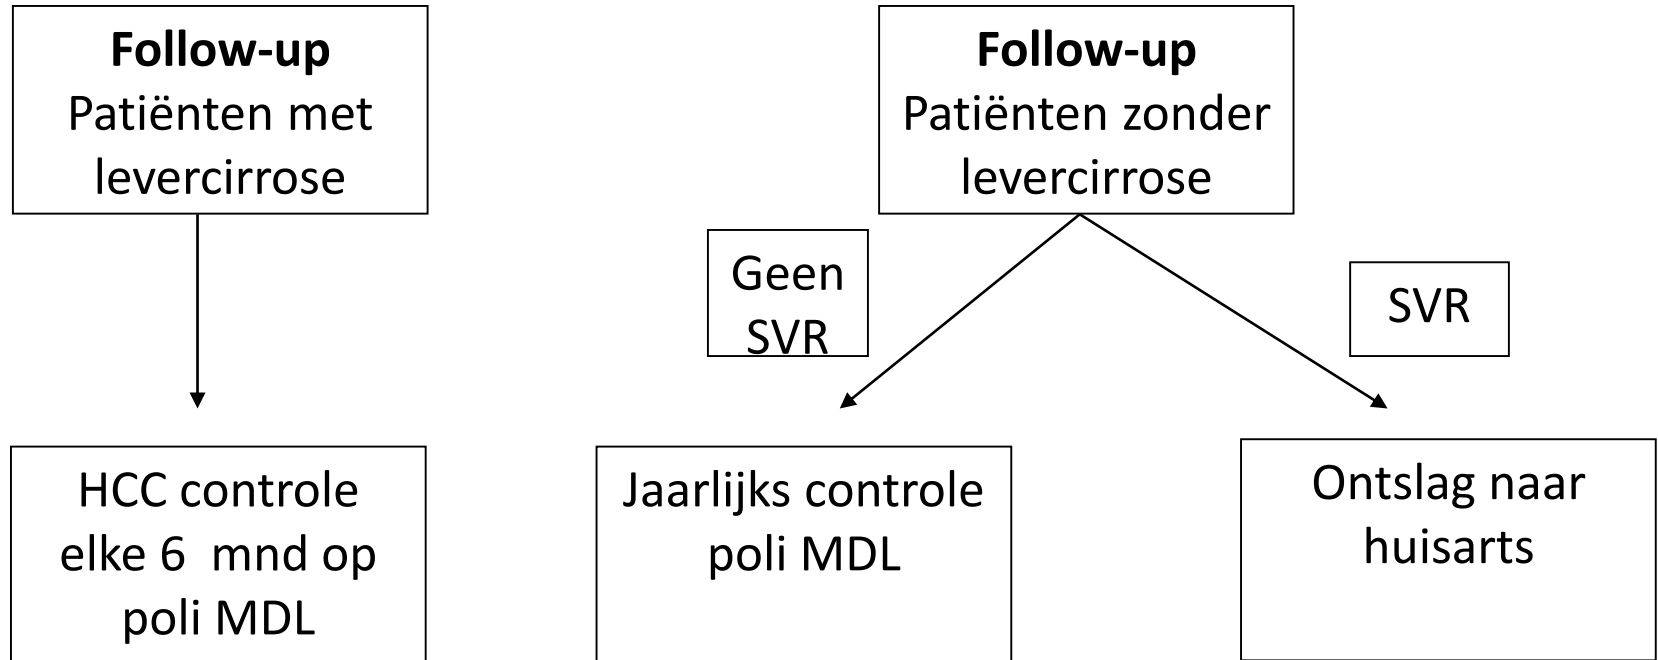 Follow-up
Patiënten met
levercirrose
Follow-up
Patiënten zonder
levercirrose
Geen
SVR
SVR
HCC controle
elke 6  mnd op
poli MDL
Jaarlijks controle
poli MDL
Ontslag naar
huisarts